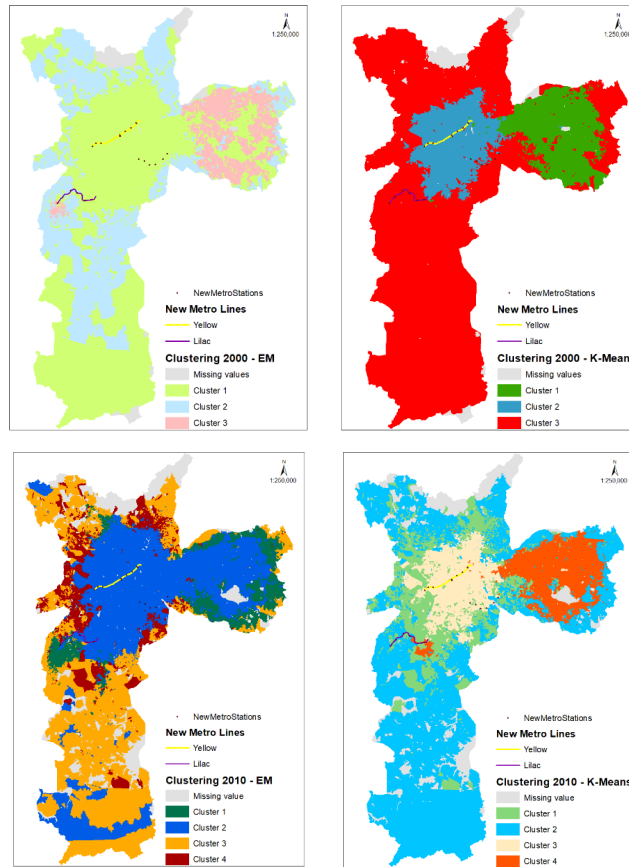 N
1:250,000
NewMetroStations
New Metro Lines
Yellow
Lilac
Clustering 2000 - EM
Missing values
Cluster 1
Cluster 2
Cluster 3
N
1:250,000
NewMetroStations
New Metro Lines
Yellow
Lilac
Clustering 2000 - K-Mean
Missing values
Cluster 1
Cluster 2
Cluster 3
N
1:250,000
NewMetroStations
New Metro Lines
Yellow
Lilac
Clustering 2010 - EM
Missing value
Cluster 1
Cluster 2
Cluster 3
Cluster 4
N
1:250,000
NewMetroStations
New Metro Lines
Yellow
Lilac
Clustering 2010 - K-Means
Missing value
Cluster 1
Cluster 2
Cluster 3
Cluster 4